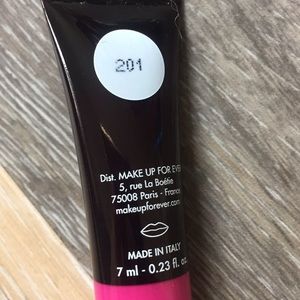 201
Dist. MAKE UP FOR EVER
5, rue La Boétie
75008 Paris - France
makeupforever.com
MADE IN ITALY
7 ml - 0.23 fl. oz.